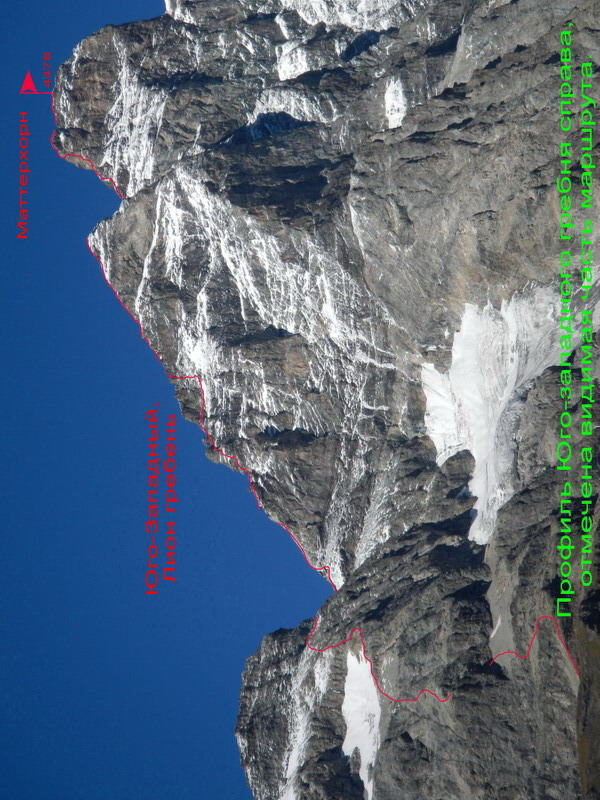 Маттерхорн
4478
Юго-Западный,
Лион гребень
Профиль Юго-западного гребня справа,
отмечена видимая часть маршрута